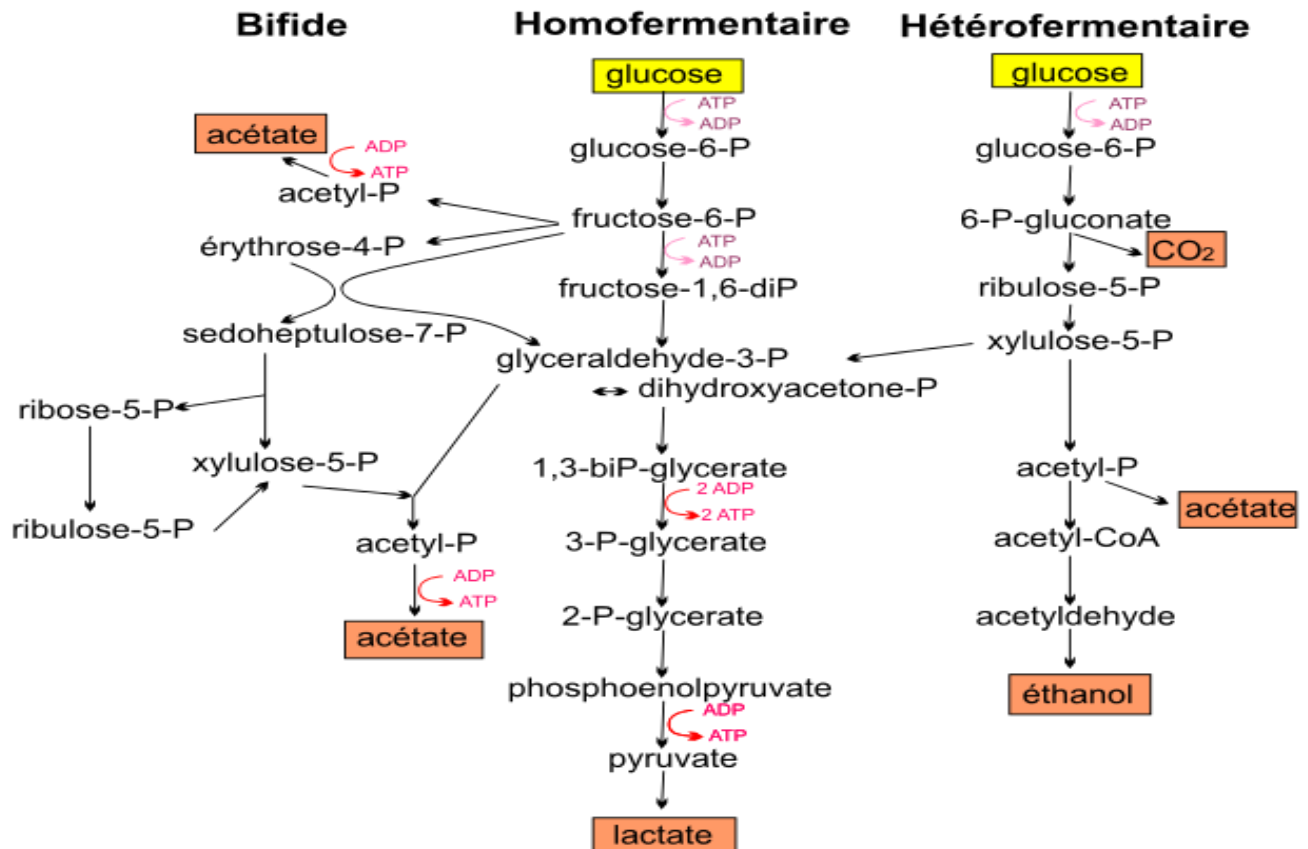 Bifide
Homofermentaire
Hétérofermentaire
glucose
glucose
ATP
ADP
ATP
ADP
acétate
ADP
ATP
acetyl-P
glucose-6-P
glucose-6-P
fructose-6-P
6-P-gluconate
érythrose-4-P
ATP
ADP
CO₂
fructose-1,6-diP
ribulose-5-P
sedoheptulose-7-P
glyceraldehyde-3-P
xylulose-5-P
dihydroxyacetone-P
ribose-5-P
xylulose-5-P
1,3-biP-glycerate
acetyl-P
2 ADP
2 ATP
acétate
ribulose-5-P
acetyl-P
3-P-glycerate
acetyl-CoA
ADP
ATP
2-P-glycerate
acetyldehyde
acétate
phosphoenolpyruvate
éthanol
ADP
ATP
pyruvate
lactate